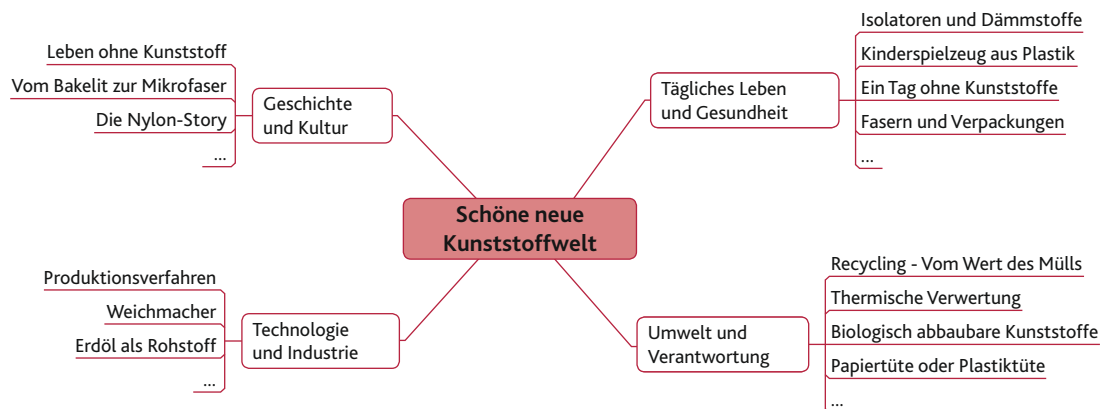 Schöne neue
Kunststoffwelt
Geschichte
und Kultur
Leben ohne Kunststoff
Vom Bakelit zur Mikrofaser
Die Nylon-Story
...
Tägliches Leben
und Gesundheit
Isolatoren und Dämmstoffe
Kinderspielzeug aus Plastik
Ein Tag ohne Kunststoffe
Fasern und Verpackungen
...
Technologie
und Industrie
Produktionsverfahren
Weichmacher
Erdöl als Rohstoff
...
Umwelt und
Verantwortung
Recycling - Vom Wert des Mülls
Thermische Verwertung
Biologisch abbaubare Kunststoffe
Papiertüte oder Plastiktüte
...